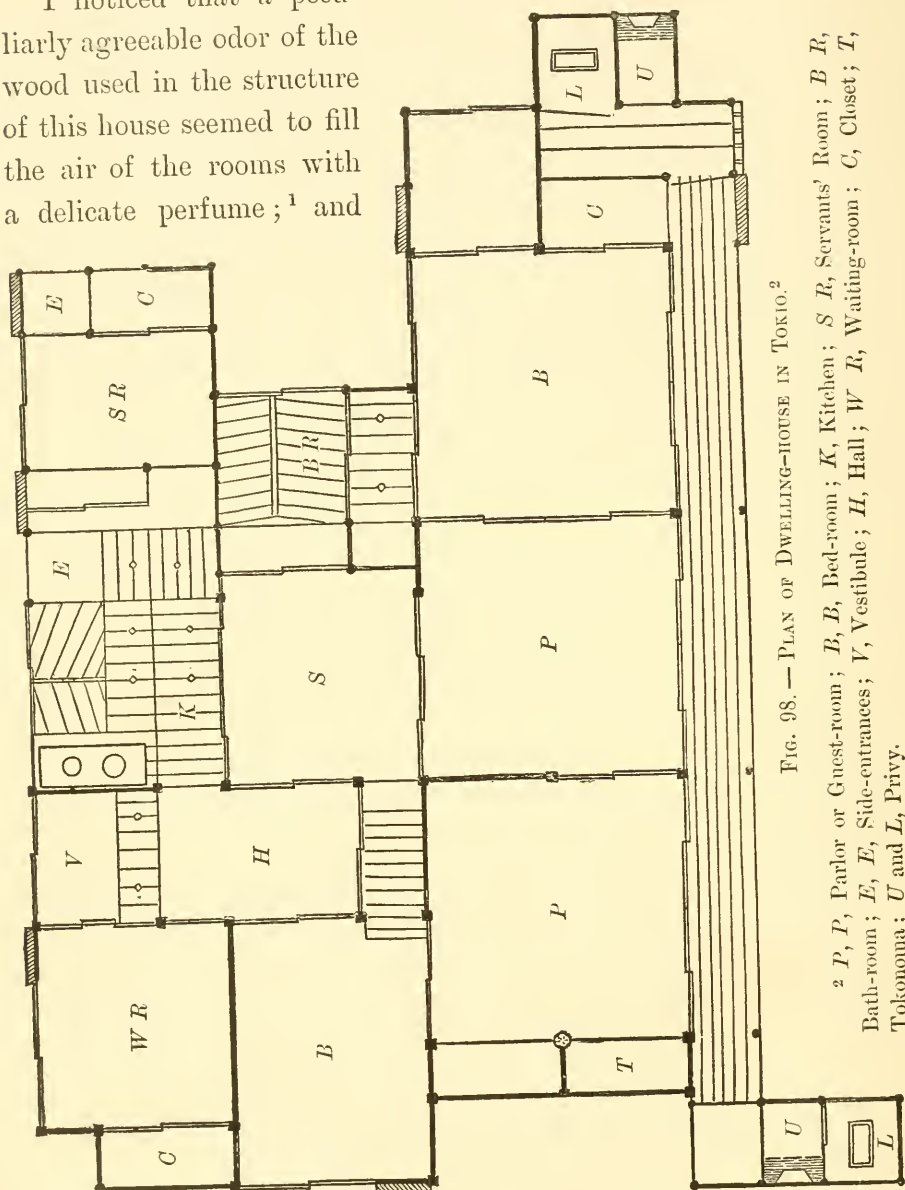 I noticed that a pecu-
liarly agreeable odor of the
wood used in the structure
of this house seemed to fill
the air of the rooms with
a delicate perfume;¹ and
L
U
C
E
C
S R
B
B R
E
K
S
P
V
H
P
W R
B
T
C
U
L
FIG. 98. — PLAN OF DWELLING-HOUSE IN TOKIO.²
² P, P, Parlor or Guest-room; B, B, Bed-room; K, Kitchen; S R, Servants' Room; B R,
Bath-room; E, E, Side-entrances; V, Vestibule; H, Hall; W R, Waiting-room; C, Closet; T,
Tokonoma; U and L, Privy.